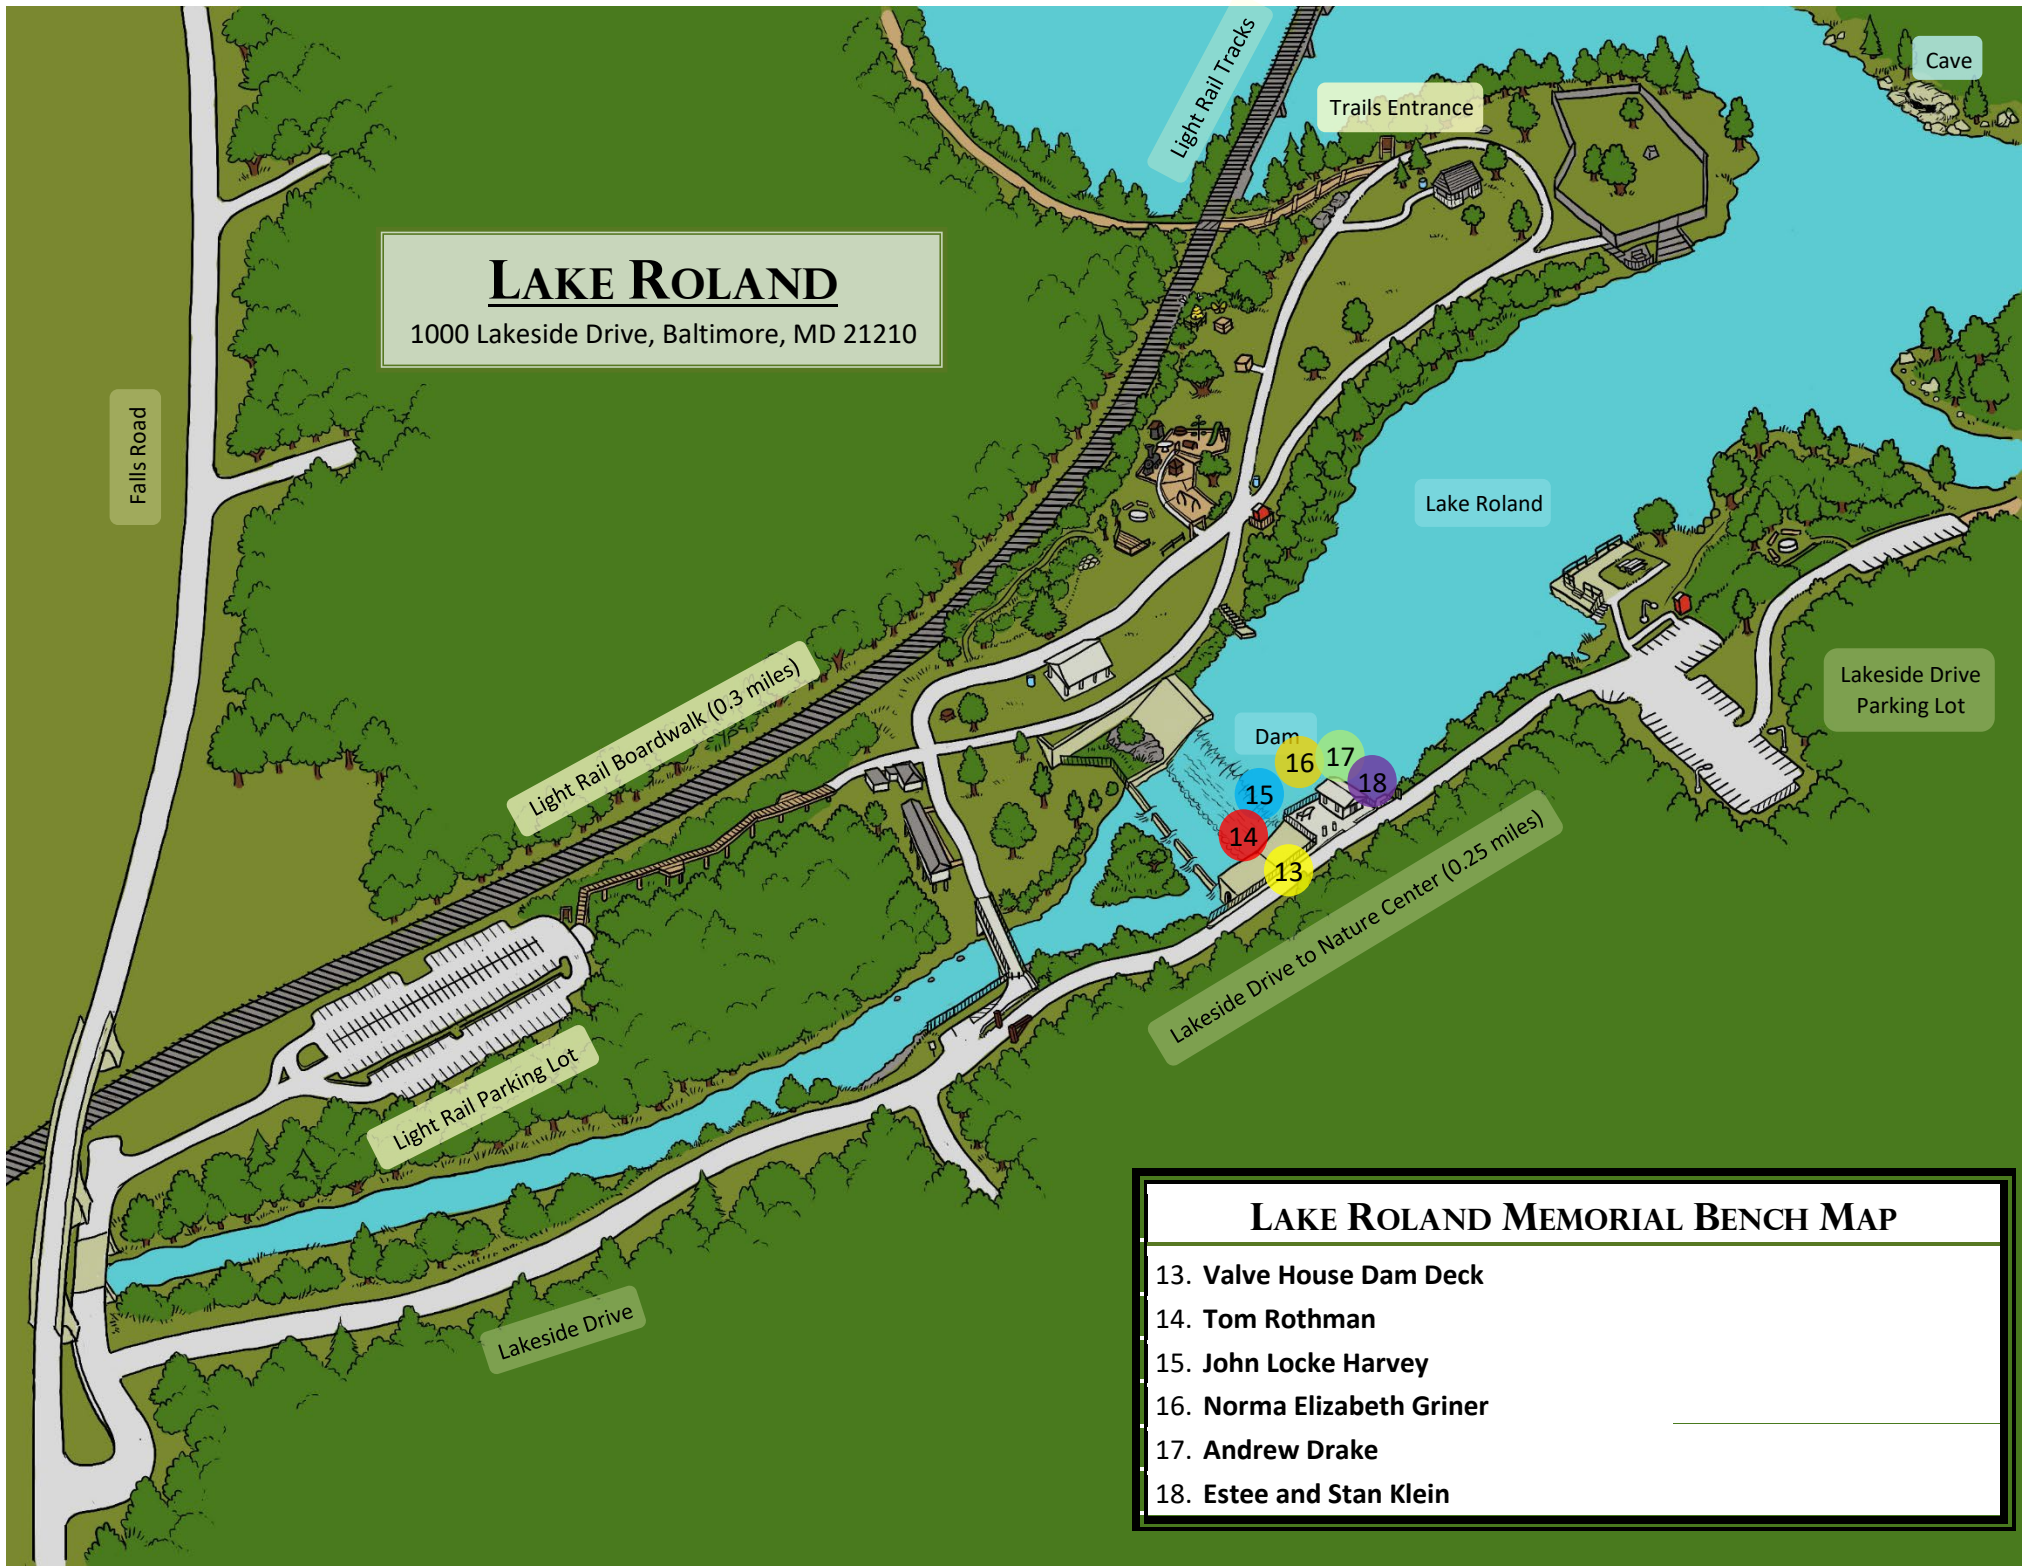 Light Rail Tracks
Cave
Trails Entrance
LAKE ROLAND
1000 Lakeside Drive, Baltimore, MD 21210
Falls Road
Lake Roland
Lakeside Drive
Parking Lot
Light Rail Boardwalk (0.3 miles)
Dam
16
17
18
15
14
13
Lakeside Drive to Nature Center (0.25 miles)
Light Rail Parking Lot
Lakeside Drive
LAKE ROLAND MEMORIAL BENCH MAP
13. Valve House Dam Deck
14. Tom Rothman
15. John Locke Harvey
16. Norma Elizabeth Griner
17. Andrew Drake
18. Estee and Stan Klein